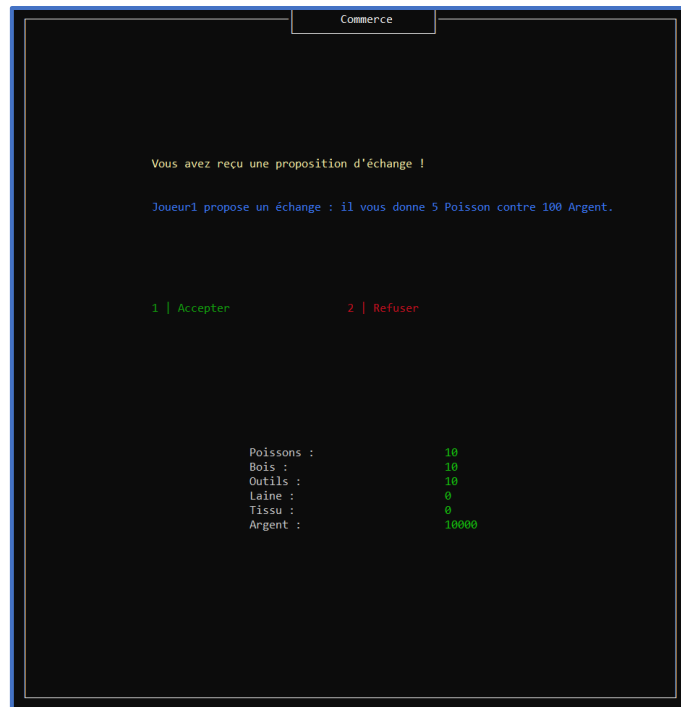 Commerce
Vous avez reçu une proposition d'échange !
Joueur1 propose un échange : il vous donne 5 Poisson contre 100 Argent.
1 | Accepter 2 | Refuser
Poissons : 10
Bois : 10
Outils : 10
Laine : 0
Tissu : 0
Argent : 10000